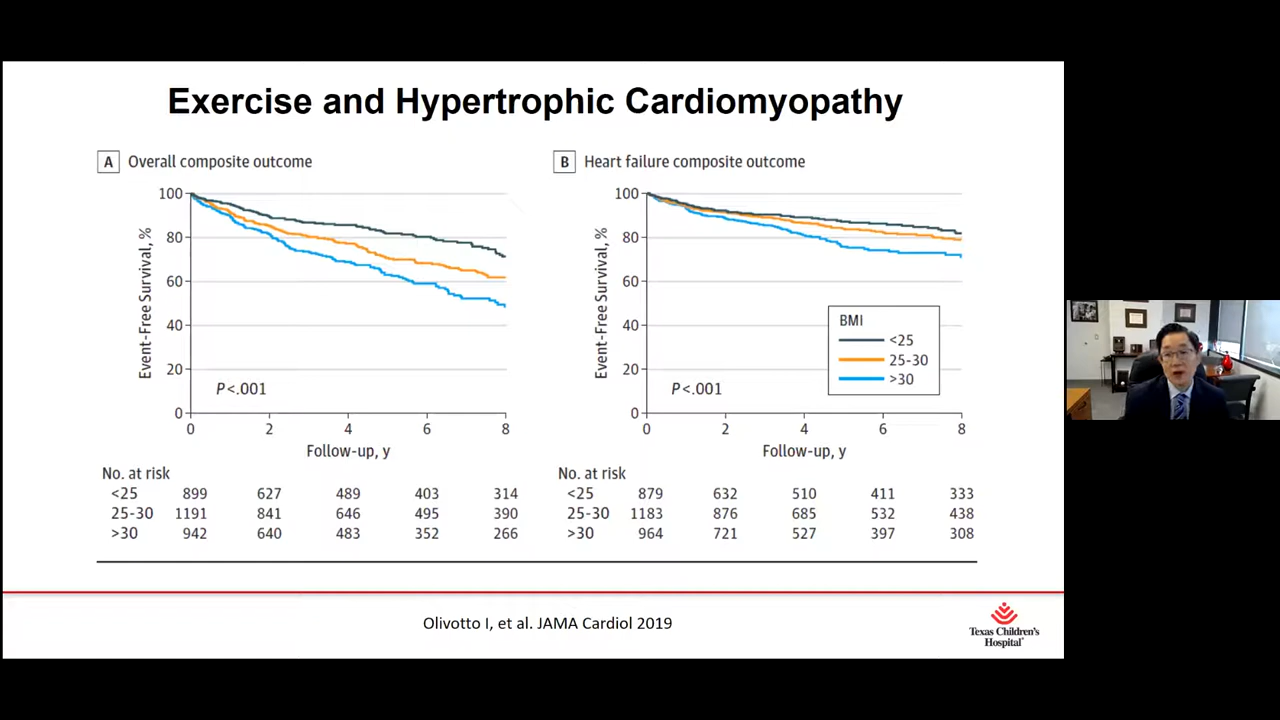 Exercise and Hypertrophic Cardiomyopathy
A Overall composite outcome
Event-Free Survival, %
100
80
60
40
20
0
P<.001
0 2 4 6 8
Follow-up, y
No. at risk
<25 899 627 489 403 314
25-30 1191 841 646 495 390
>30 942 640 483 352 266
B Heart failure composite outcome
Event-Free Survival, %
100
80
60
40
20
0
P<.001
BMI
<25
25-30
>30
0 2 4 6 8
Follow-up, y
No. at risk
<25 879 632 510 411 333
25-30 1183 876 685 532 438
>30 964 721 527 397 308
Olivotto I, et al. JAMA Cardiol 2019
Texas Children's
Hospital